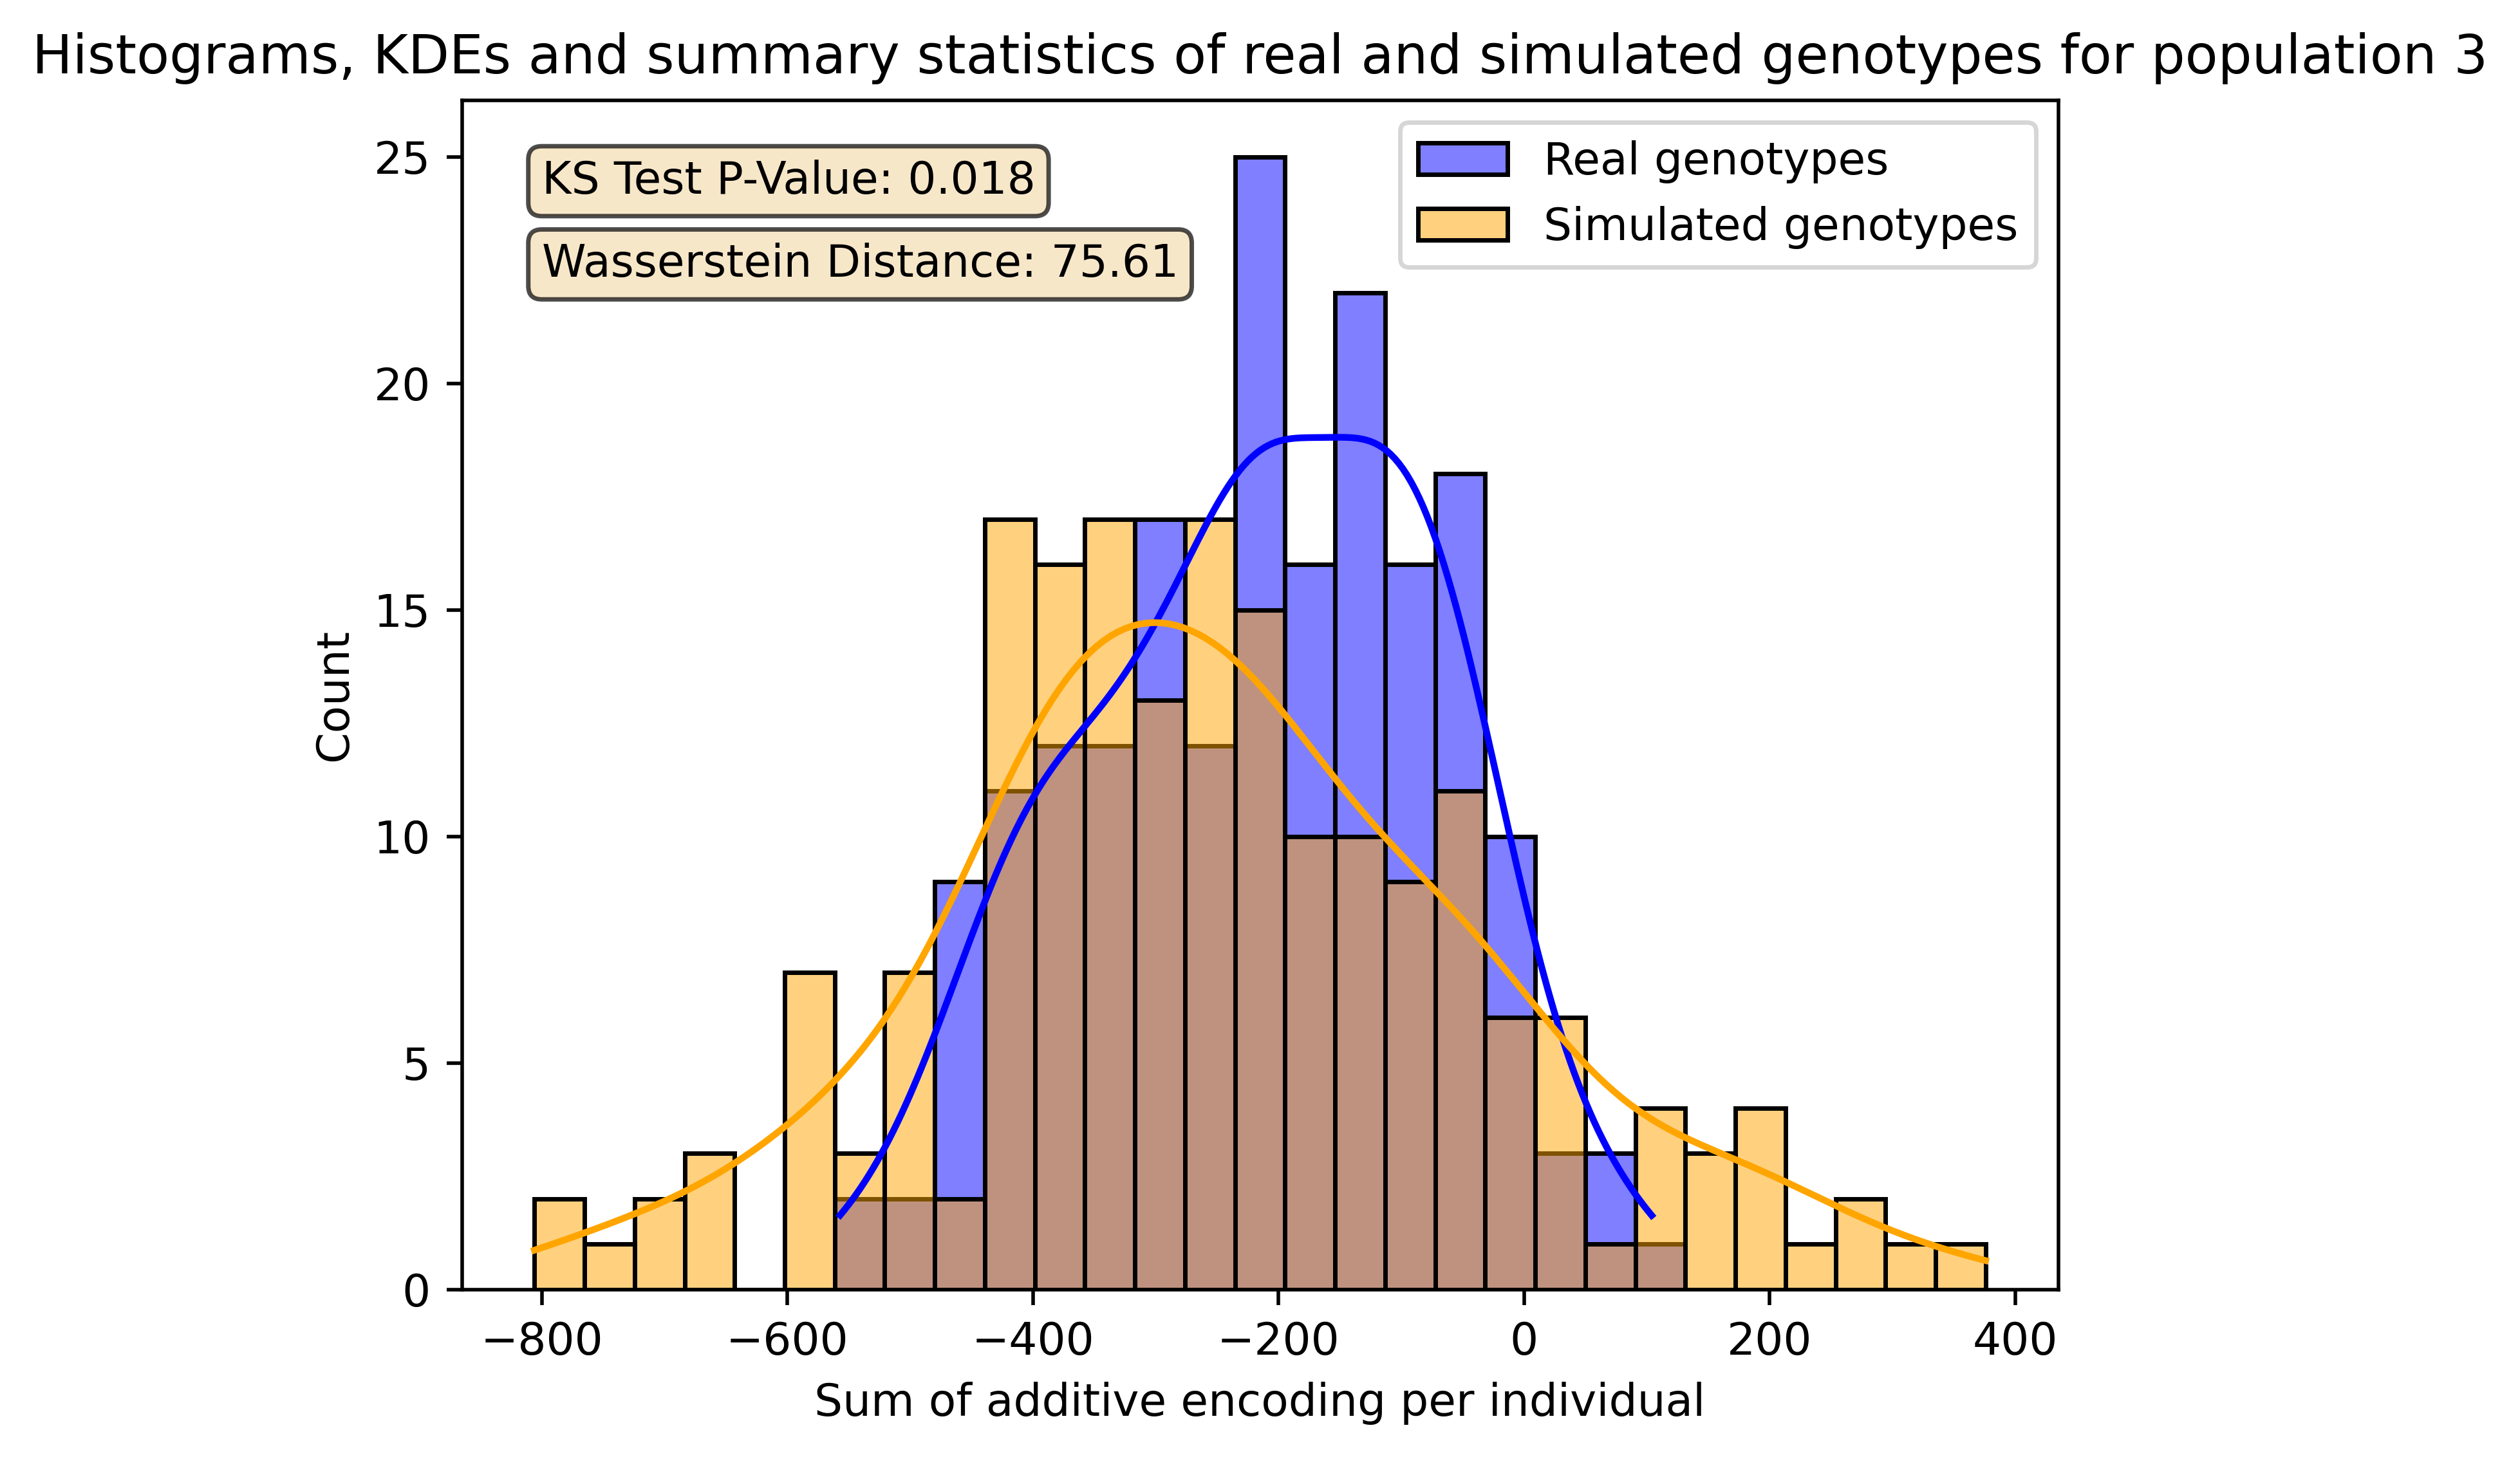 Histograms, KDEs and summary statistics of real and simulated genotypes for population 3
KS Test P-Value: 0.018
Wasserstein Distance: 75.61
Real genotypes
Simulated genotypes
Count
25
20
15
10
5
0
−800 −600 −400 −200 0 200 400
Sum of additive encoding per individual